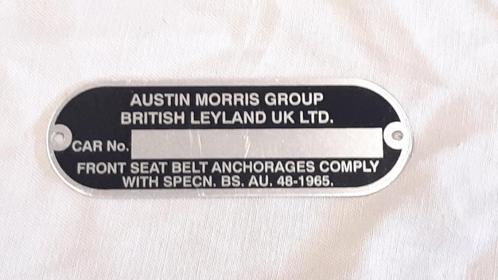 AUSTIN MORRIS GROUP
BRITISH LEYLAND UK LTD.
CAR No.
FRONT SEAT BELT ANCHORAGES COMPLY
WITH SPECN. BS. AU. 48-1965.